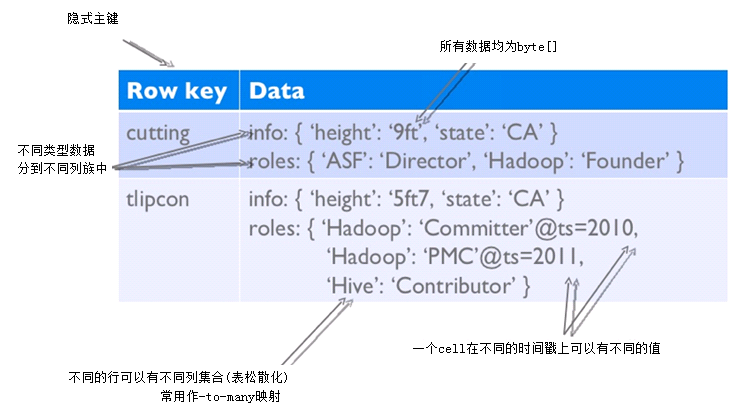 隐式主键
所有数据均为byte[]
Row key Data
cutting info: { ‘height’: ‘9ft’, ‘state’: ‘CA’ }
roles: { ‘ASF’: ‘Director’, ‘Hadoop’: ‘Founder’ }
不同类型数据
分到不同列族中
tlipcon info: { ‘height’: ‘5ft7, ‘state’: ‘CA’ }
roles: { ‘Hadoop’: ‘Committer’@ts=2010,
‘Hadoop’: ‘PMC’@ts=2011,
‘Hive’: ‘Contributor’ }
一个cell在不同的时间戳上可以有不同的值
不同的行可以有不同列集合(表松散化)
常用作-to-many映射